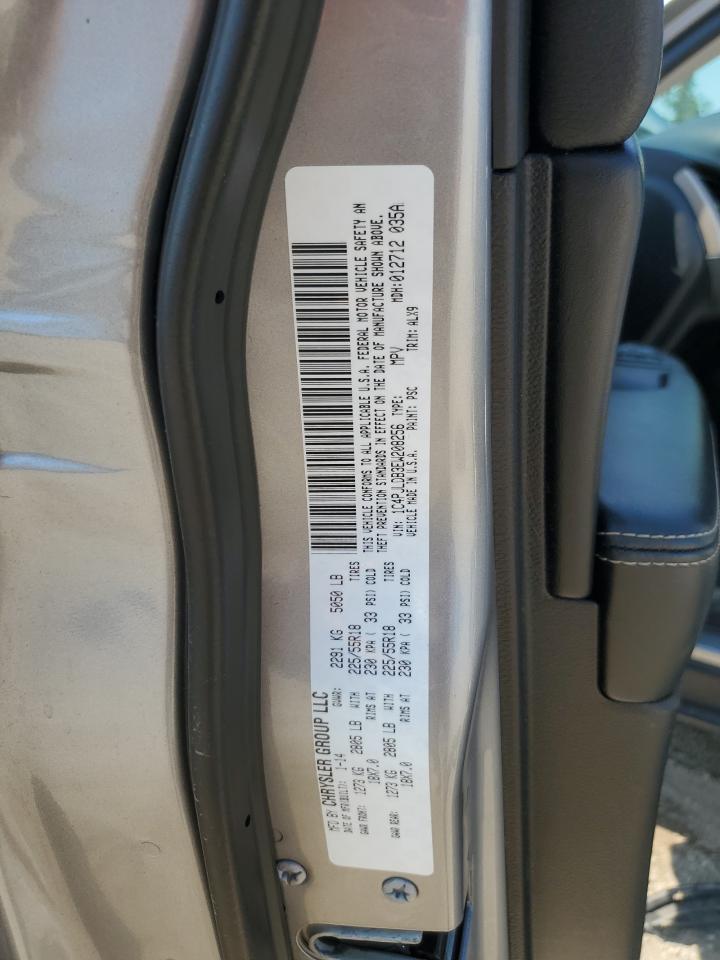 MFD BY CHRYSLER GROUP LLC
DATE OF MFR(BUILT): 1-14 GVWR: 2291 KG 5050 LB
GAWR FRONT: 1273 KG 2805 LB WITH 225/55R18 TIRES
18X7.0 RIMS AT 230 KPA ( 33 PSI) COLD
GAWR REAR: 1273 KG 2805 LB WITH 225/55R18 TIRES
18X7.0 RIMS AT 230 KPA ( 33 PSI) COLD
THIS VEHICLE CONFORMS TO ALL APPLICABLE U.S.A. FEDERAL MOTOR VEHICLE SAFETY AN
THEFT PREVENTION STANDARDS IN EFFECT ON THE DATE OF MANUFACTURE SHOWN ABOVE.
VIN: 1C4PJLDB3EW208256 TYPE: MPV MDH:012712 035A
VEHICLE MADE IN U.S.A. PAINT: PSC TRIM: ALX9